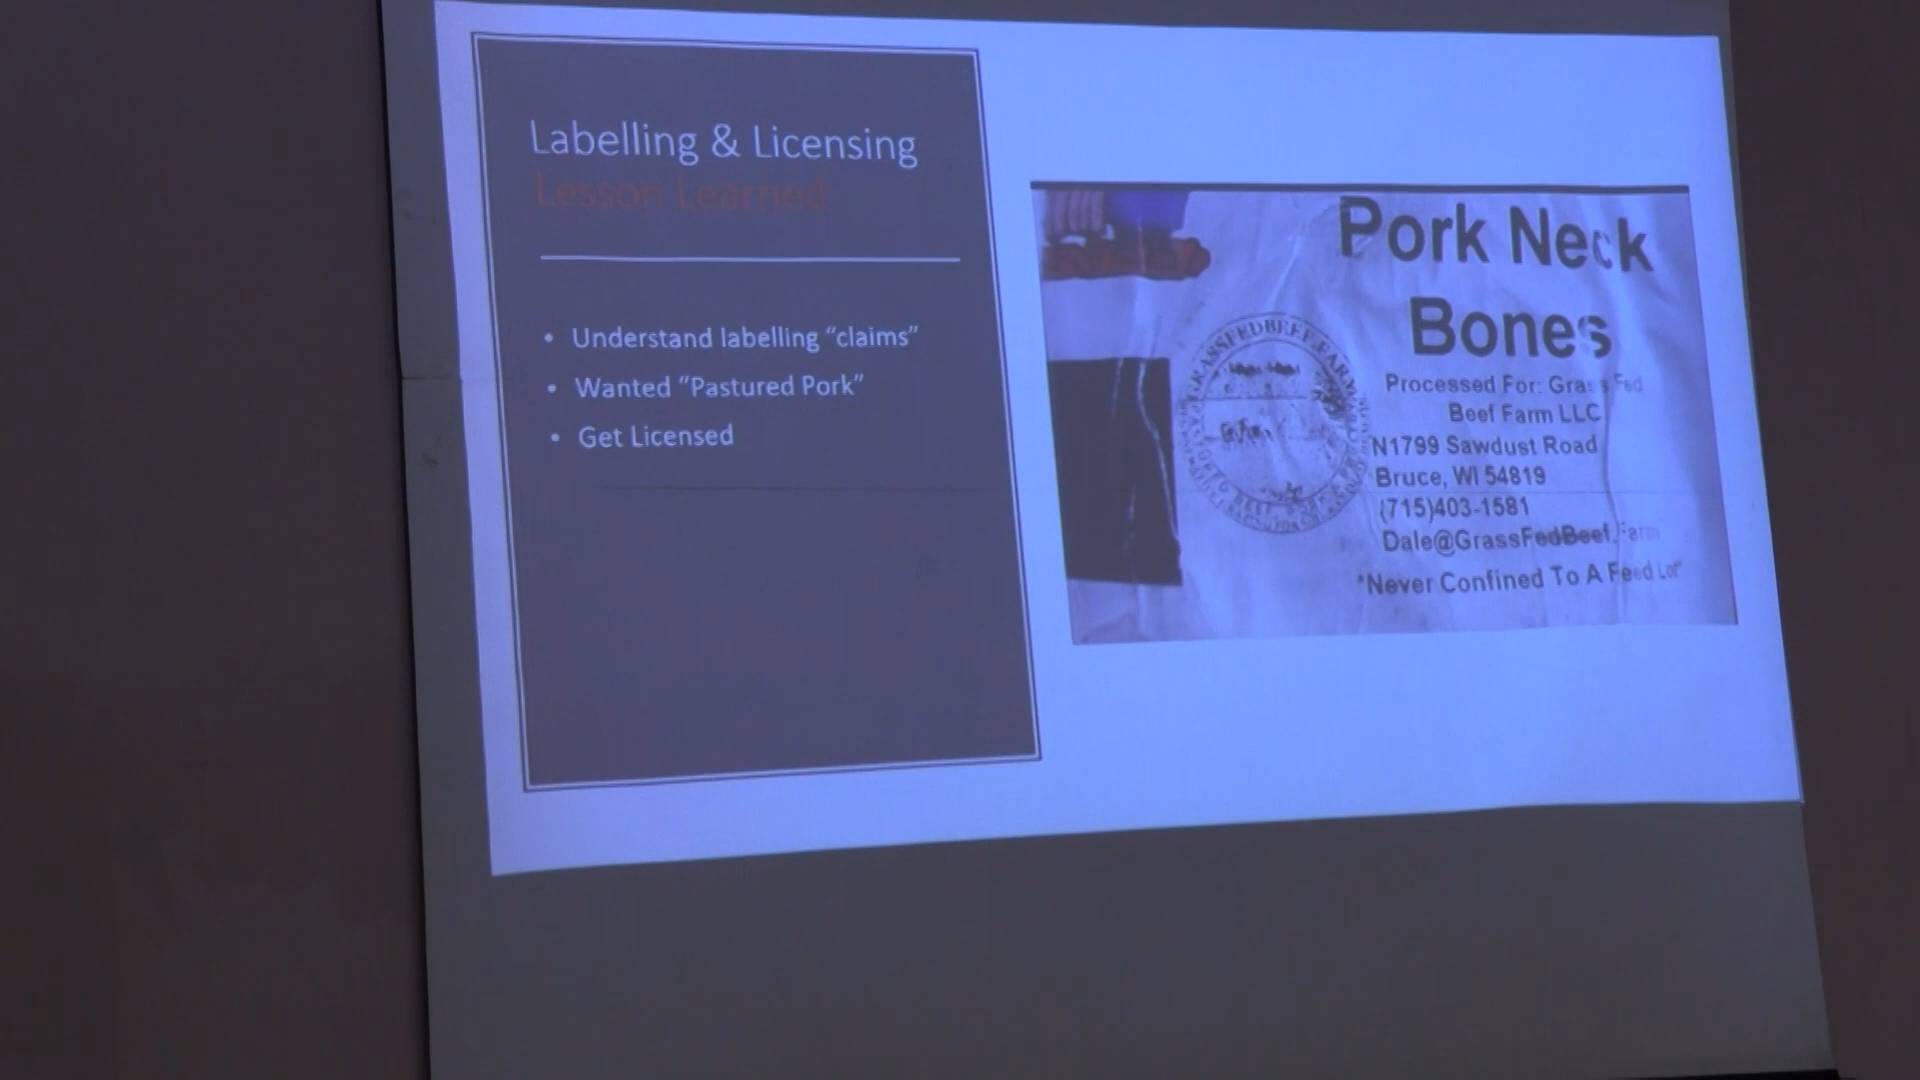 Labelling & Licensing
Lesson Learned
• Understand labelling “claims”
• Wanted “Pastured Pork”
• Get Licensed
Pork Neck
Bones
Processed For: Grass Fed
Beef Farm LLC
N1799 Sawdust Road
Bruce, WI 54819
(715)403-1581
Dale@GrassFedBeef.Farm
*Never Confined To A Feed Lot*
GRASSFEDBEEF.FARM